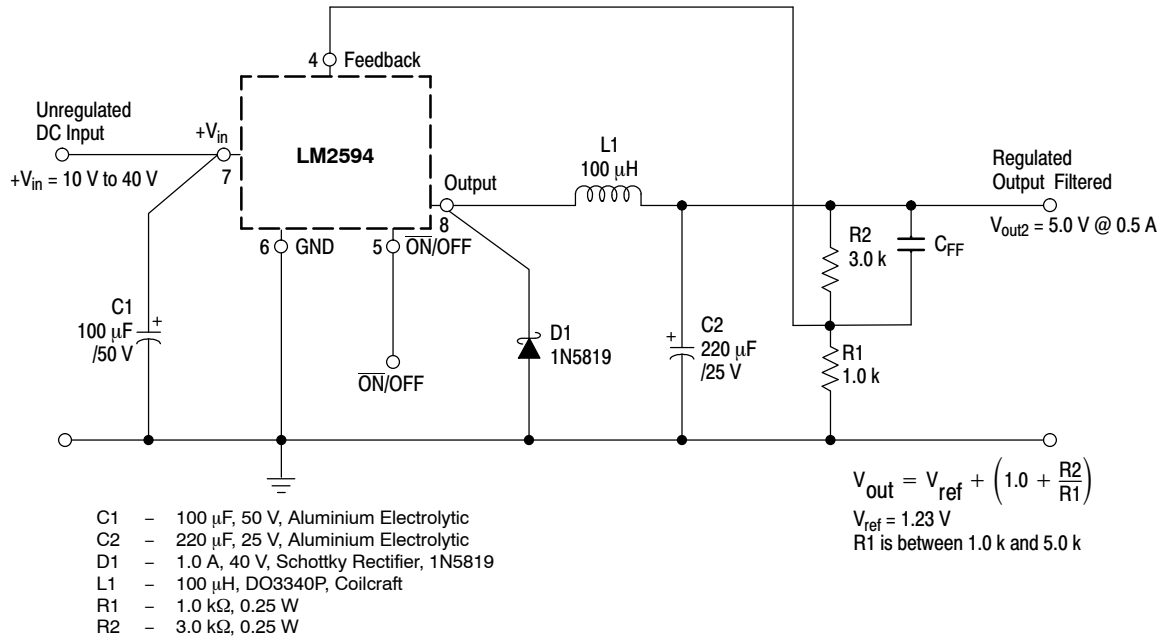 4 Feedback
Unregulated
DC Input
+Vin
LM2594
+Vin = 10 V to 40 V
7
L1
100 μH
Regulated
Output Filtered
Output
8
Vout2 = 5.0 V @ 0.5 A
6 GND
5 ON/OFF
R2
3.0 k
CFF
C1
100 μF
/50 V
+
D1
1N5819
+
C2
220 μF
/25 V
R1
1.0 k
ON/OFF
Vout = Vref + (1.0 + R2/R1)
Vref = 1.23 V
R1 is between 1.0 k and 5.0 k
C1 – 100 μF, 50 V, Aluminium Electrolytic
C2 – 220 μF, 25 V, Aluminium Electrolytic
D1 – 1.0 A, 40 V, Schottky Rectifier, 1N5819
L1 – 100 μH, DO3340P, Coilcraft
R1 – 1.0 kΩ, 0.25 W
R2 – 3.0 kΩ, 0.25 W